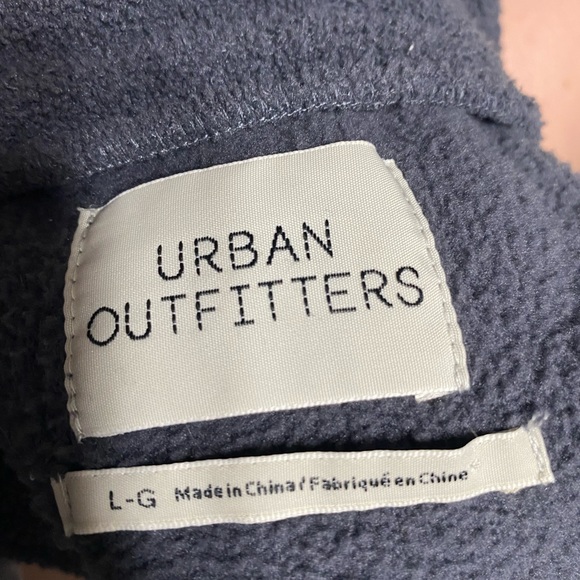 URBAN
OUTFITTERS
L-G Made in China / Fabriqué en Chine